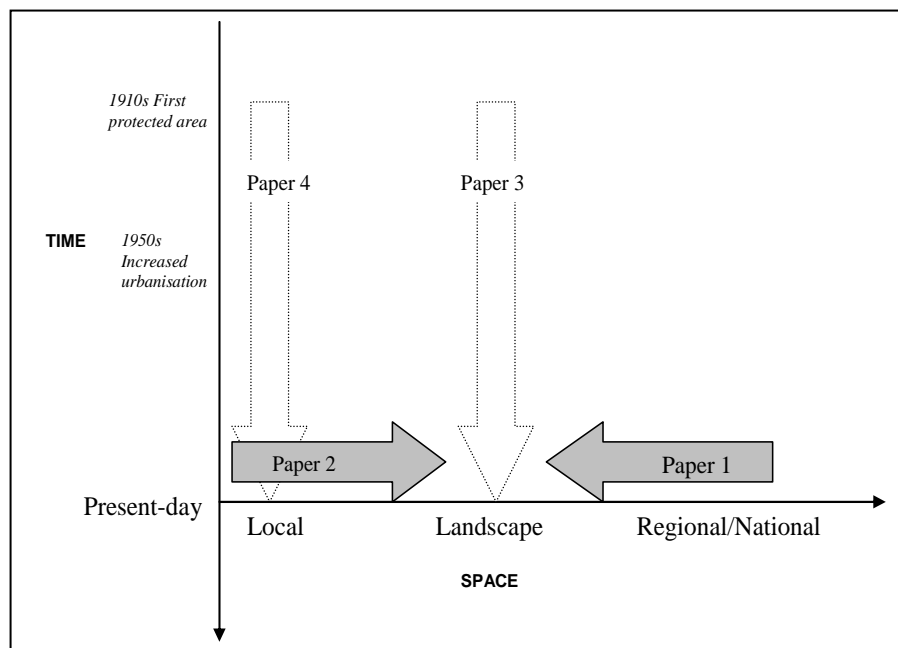 1910s First
protected area
Paper 4
Paper 3
TIME
1950s
Increased
urbanisation
Paper 2
Paper 1
Present-day
Local
Landscape
Regional/National
SPACE